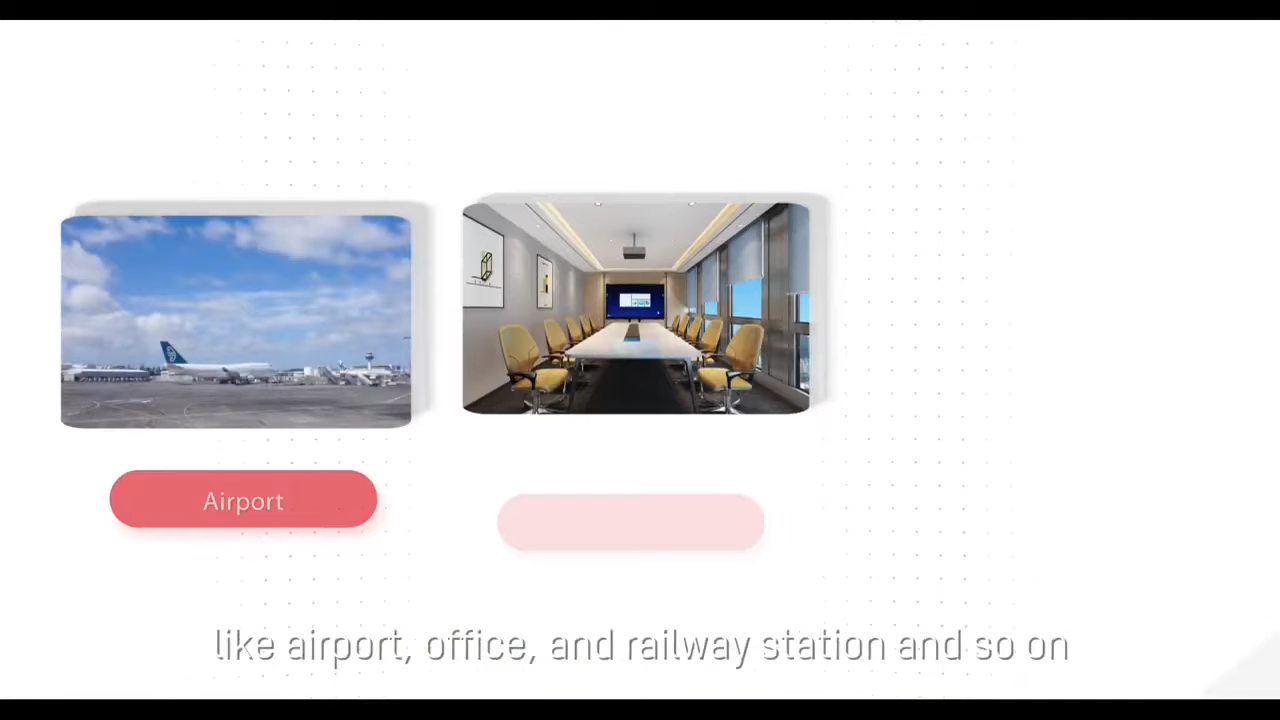 Airport
like airport, office, and railway station and so on